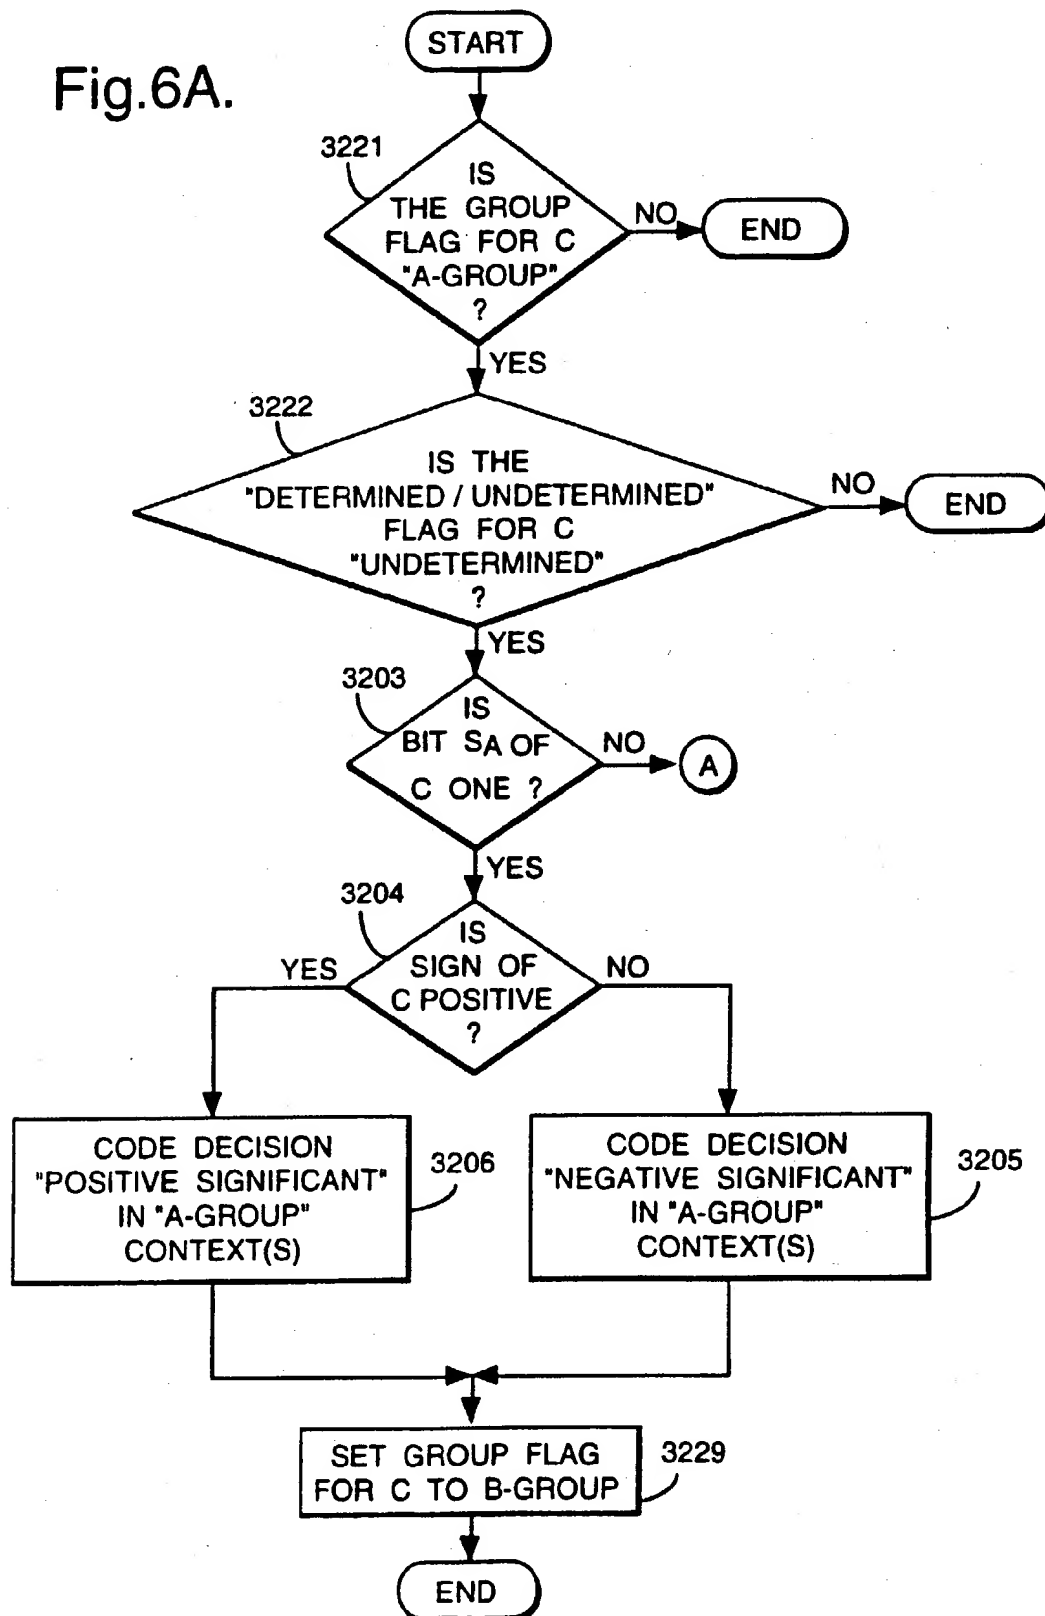 START
Fig.6A.
3221
IS
THE GROUP
FLAG FOR C
"A-GROUP"
?
NO
END
YES
3222
IS THE
"DETERMINED / UNDETERMINED"
FLAG FOR C
"UNDETERMINED"
?
NO
END
YES
3203
IS
BIT SA OF
C ONE ?
NO
A
YES
3204
IS
SIGN OF
C POSITIVE
?
YES
NO
CODE DECISION
"POSITIVE SIGNIFICANT"
IN "A-GROUP"
CONTEXT(S)
3206
CODE DECISION
"NEGATIVE SIGNIFICANT"
IN "A-GROUP"
CONTEXT(S)
3205
SET GROUP FLAG
FOR C TO B-GROUP
3229
END